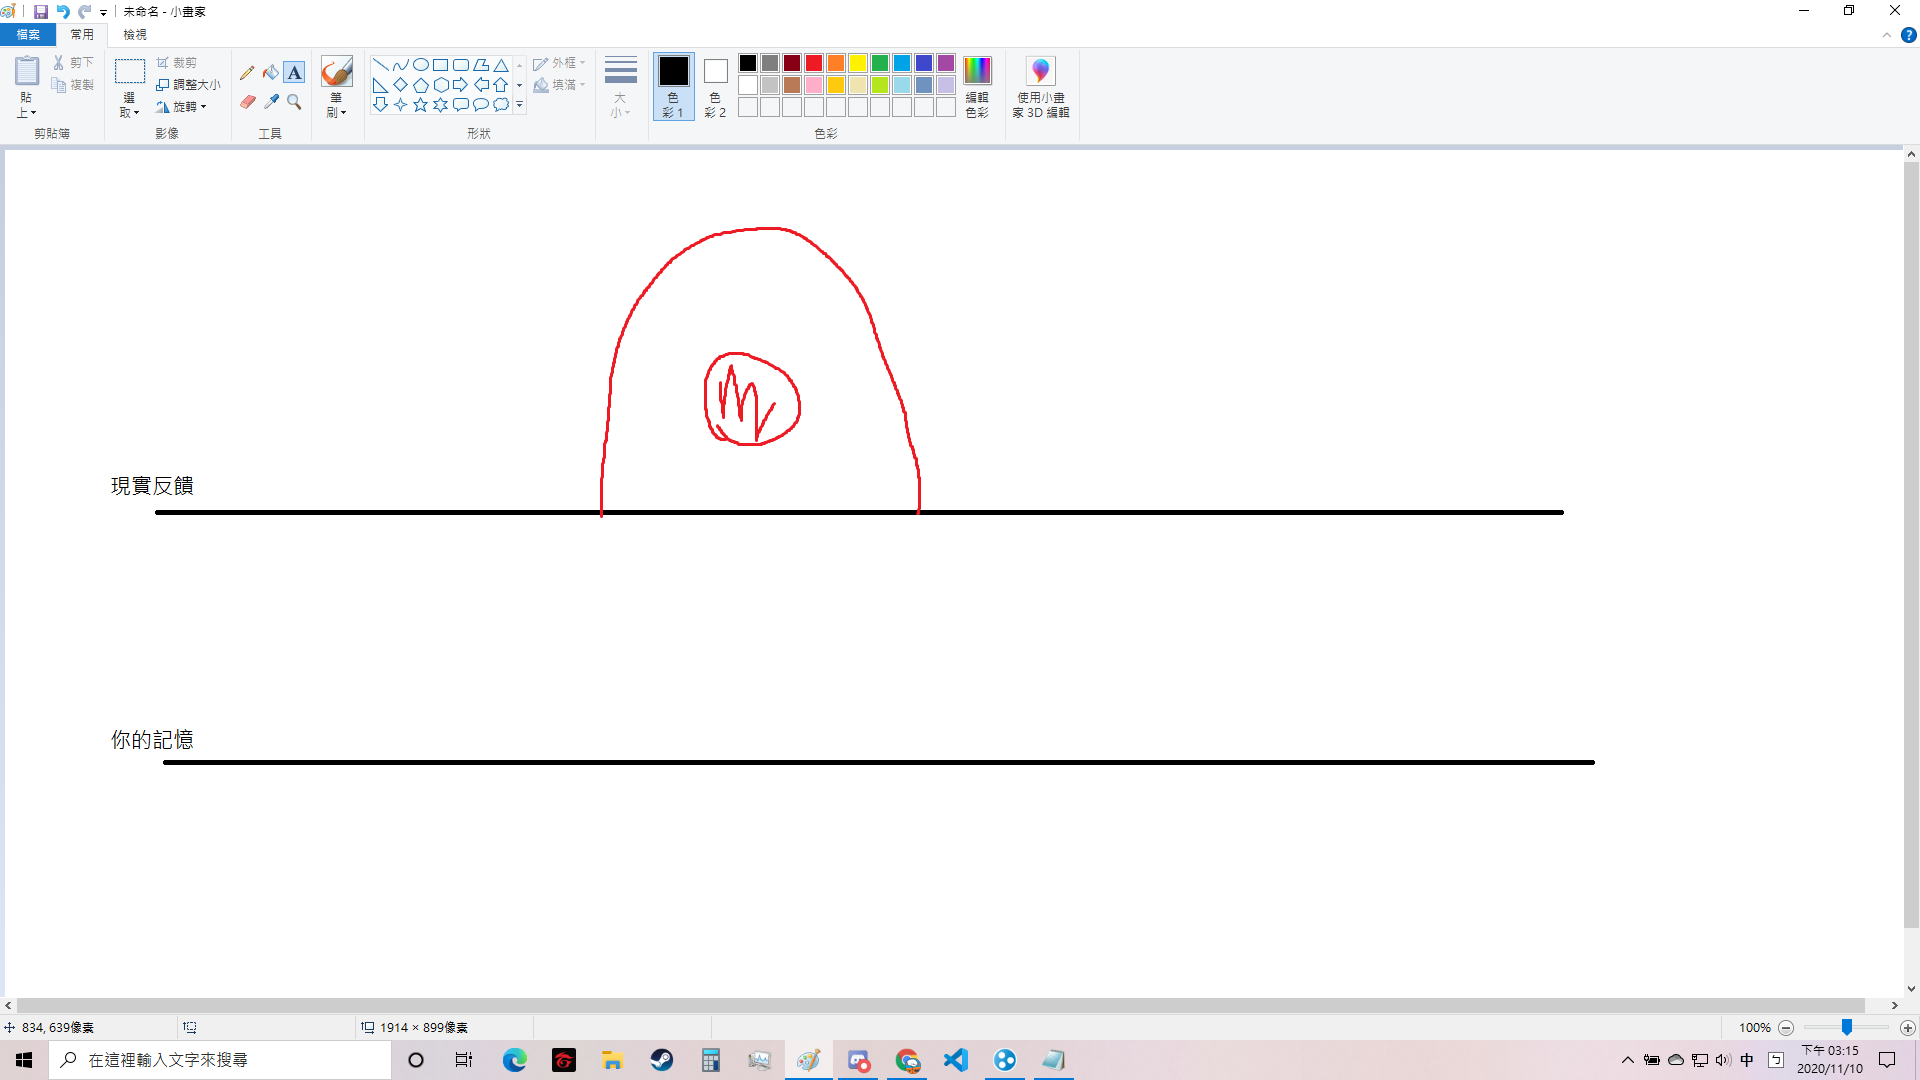 未命名 - 小畫家
檔案 常用 檢視
貼上
剪下
複製
剪貼簿
選取
裁剪
調整大小
旋轉
影像
A
工具
筆刷
外框
填滿
形狀
大小
色彩 1
色彩 2
編輯色彩
色彩
使用小畫家 3D 編輯
現實反饋
你的記憶
834, 639像素
1914 × 899像素
100%
在這裡輸入文字來搜尋
中
ㄅ
下午 03:15
2020/11/10